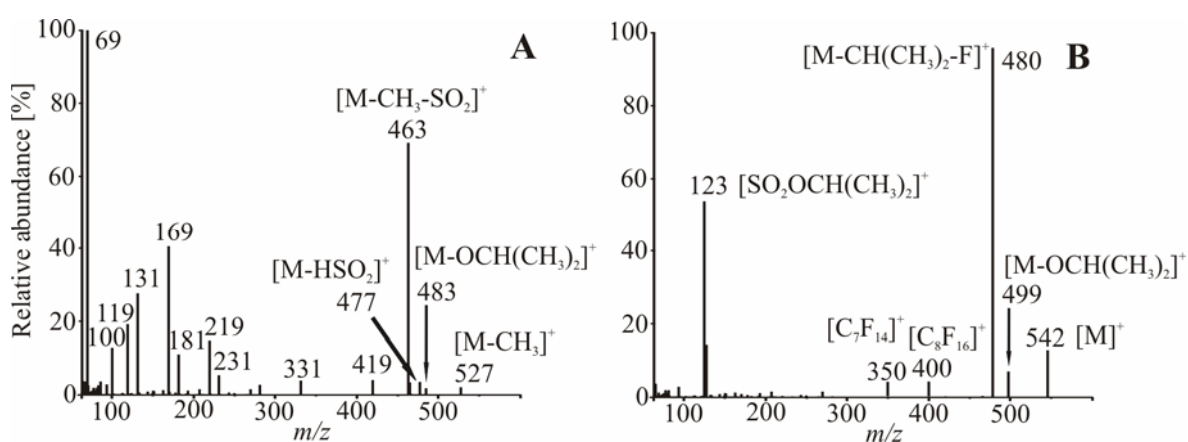 A
Relative abundance [%]
100
80
60
40
20
0
69
[M-CH₃-SO₂]⁺
463
169
131
119
100
181
219
231
331
419
[M-HSO₂]⁺
477
[M-OCH(CH₃)₂]⁺
483
[M-CH₃]⁺
527
100 200 300 400 500
m/z
B
100
80
60
40
20
0
[M-CH(CH₃)₂-F]⁺
480
123 [SO₂OCH(CH₃)₂]⁺
[M-OCH(CH₃)₂]⁺
499
[C₇F₁₄]⁺
350
[C₈F₁₆]⁺
400
542 [M]⁺
100 200 300 400 500
m/z